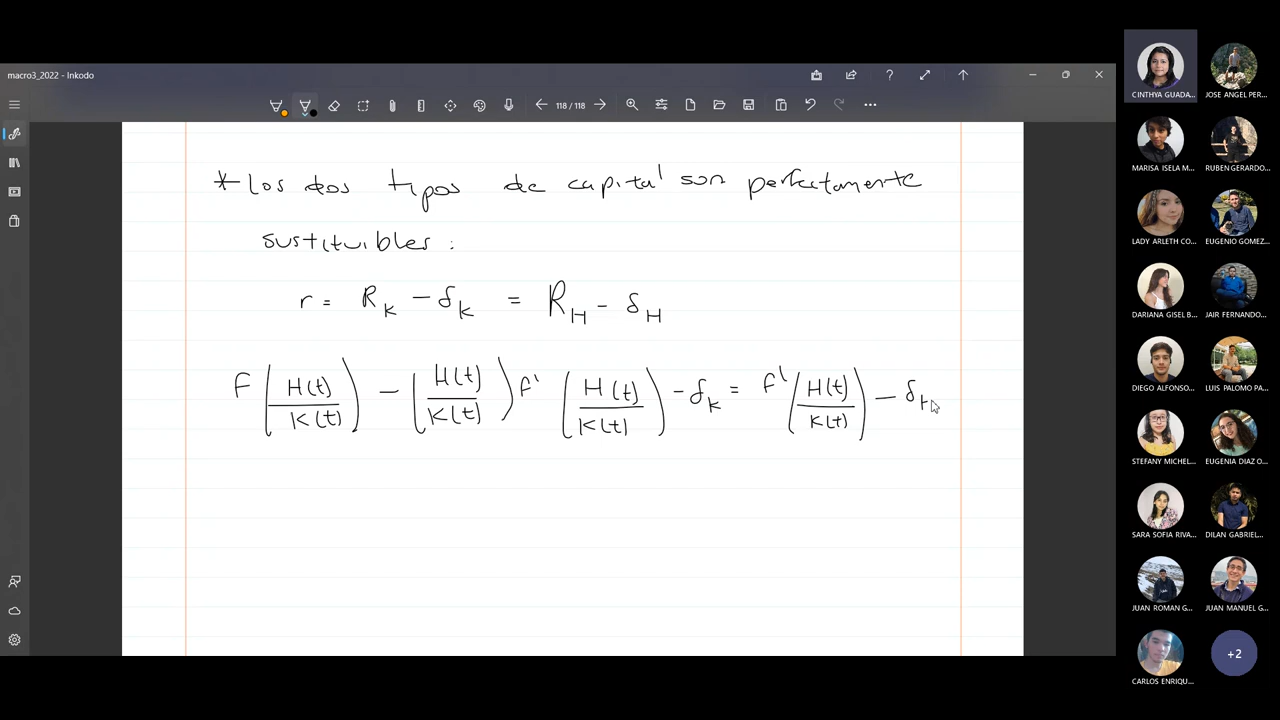 macro3_2022 - Inkodo
118 / 118
* Los dos tipos de capital son perfectamente
sustituibles :
r = R_K - δ_K = R_H - δ_H
F (H(t)/K(t)) - (H(t)/K(t)) f' (H(t)/K(t)) - δ_K = f' (H(t)/K(t)) - δ
CINTHYA GUADA...
JOSE ANGEL PER...
MARISA ISELA M...
RUBEN GERARDO...
LADY ARLETH CO...
EUGENIO GOMEZ...
DARIANA GISEL B...
JAIR FERNANDO...
DIEGO ALFONSO...
LUIS PALOMO PA...
STEFANY MICHEL...
EUGENIA DIAZ O...
SARA SOFIA RIVA...
DILAN GABRIEL...
JUAN ROMAN G...
JUAN MANUEL G...
CARLOS ENRIQU...
+2